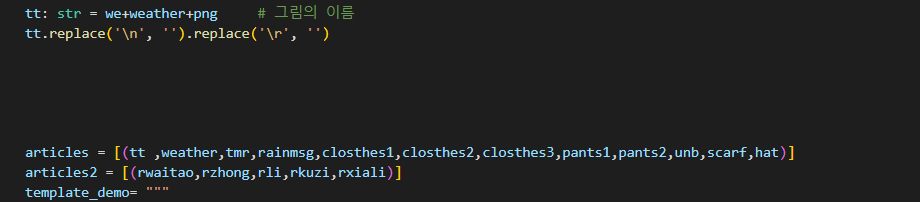 tt: str = we+weather+png     # 그림의 이름
tt.replace('\n', '').replace('\r', '')
articles = [(tt ,weather,tmr,rainmsg,closthes1,closthes2,closthes3,pants1,pants2,unb,scarf,hat)]
articles2 = [(rwaitao,rzhong,rli,rkuzi,rxiali)]
template_demo= """